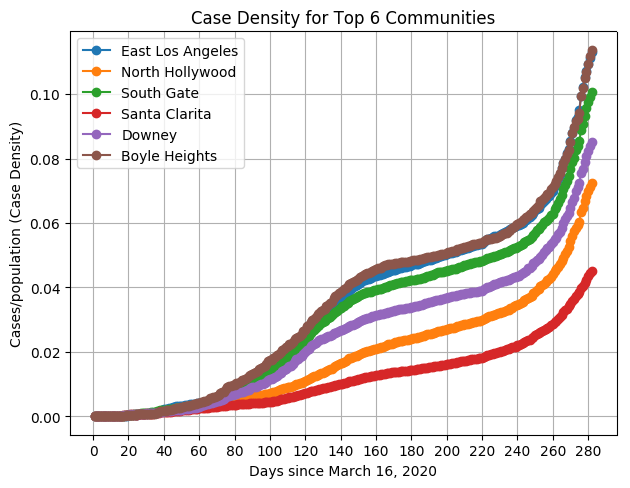 Case Density for Top 6 Communities
East Los Angeles
North Hollywood
South Gate
Santa Clarita
Downey
Boyle Heights
Cases/population (Case Density)
0.10
0.08
0.06
0.04
0.02
0.00
0 20 40 60 80 100 120 140 160 180 200 220 240 260 280
Days since March 16, 2020